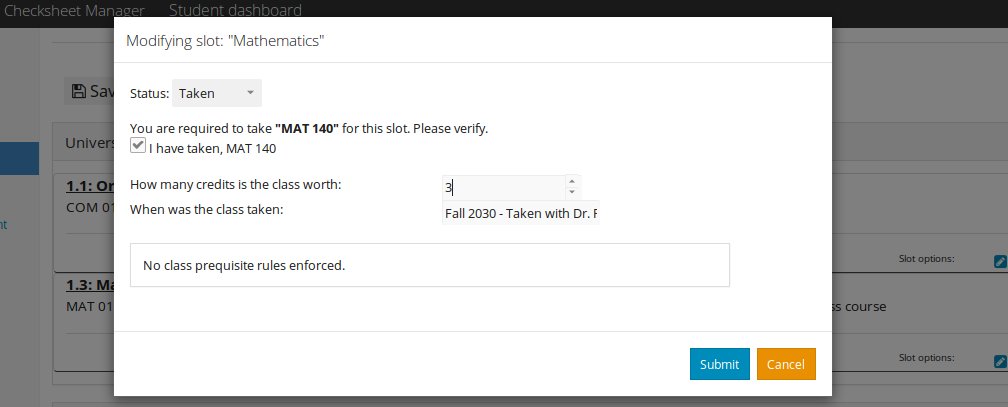 Checksheet Manager Student dashboard
Modifying slot: "Mathematics"
Sav
Status: Taken
You are required to take "MAT 140" for this slot. Please verify.
I have taken, MAT 140
Univers
1.1: Or
COM 01
How many credits is the class worth: 3
When was the class taken: Fall 2030 - Taken with Dr.
nt
No class prequisite rules enforced.
Slot options:
1.3: Ma
MAT 01
ss course
Slot options:
Submit Cancel